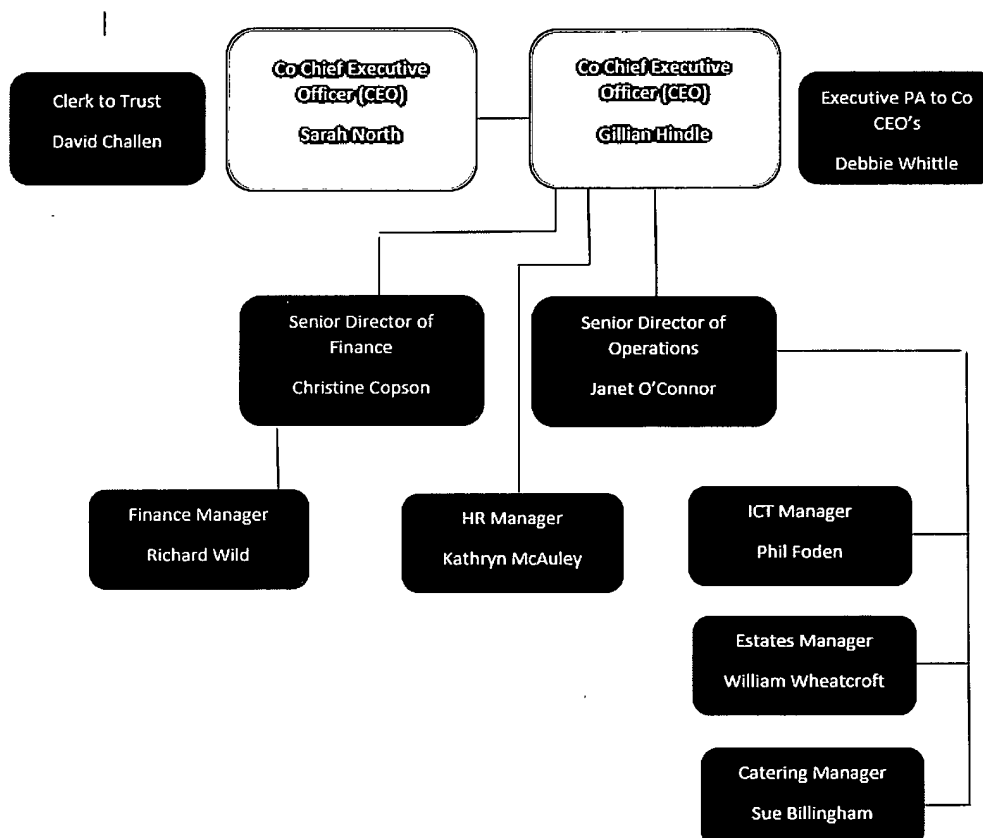 Clerk to Trust
David Challen
Co Chief Executive
Officer (CEO)
Sarah North
Co Chief Executive
Officer (CEO)
Gillian Hindle
Executive PA to Co
CEO's
Debbie Whittle
Senior Director of
Finance
Christine Copson
Senior Director of
Operations
Janet O'Connor
Finance Manager
Richard Wild
HR Manager
Kathryn McAuley
ICT Manager
Phil Foden
Estates Manager
William Wheatcroft
Catering Manager
Sue Billingham